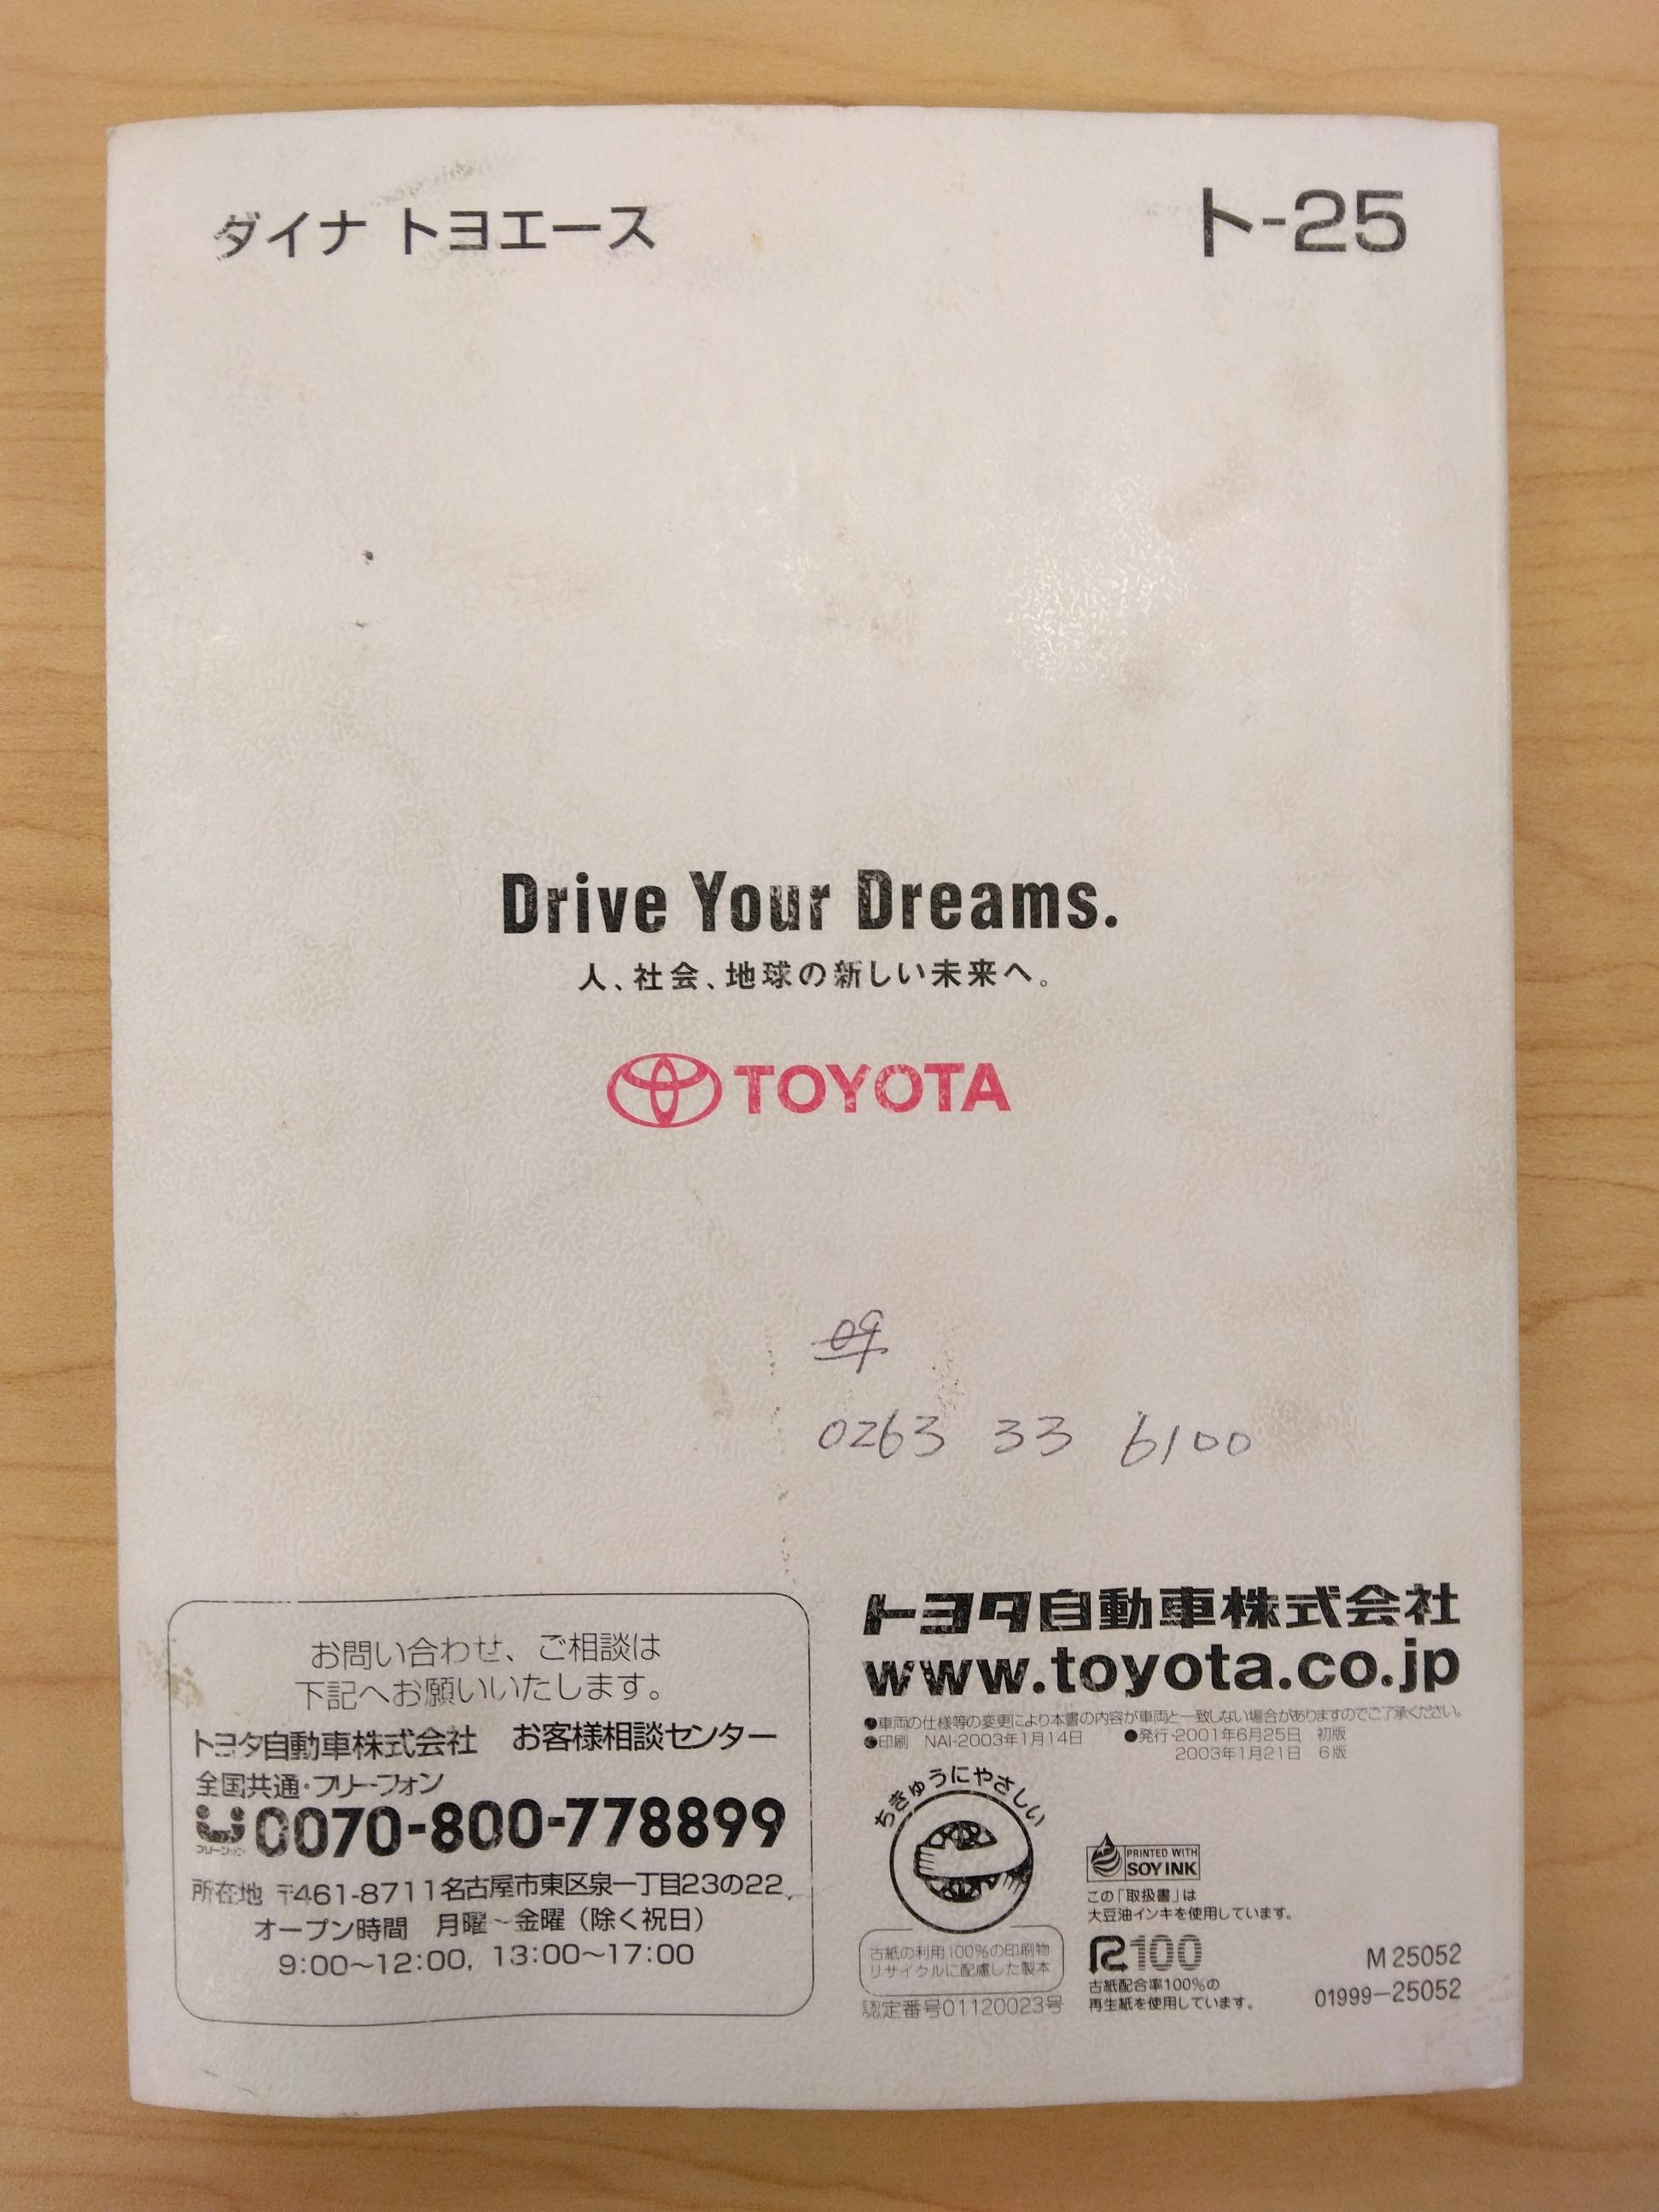 ダイナ トヨエース
ト-25
Drive Your Dreams.
人、社会、地球の新しい未来へ。
TOYOTA
09
0263 33 6100
お問い合わせ、ご相談は
下記へお願いいたします。
トヨタ自動車株式会社 お客様相談センター
全国共通・フリーフォン
フリーフォン
0070-800-778899
所在地 〒461-8711名古屋市東区泉一丁目23の22
オープン時間 月曜～金曜（除く祝日）
9:00～12:00, 13:00～17:00
トヨタ自動車株式会社
www.toyota.co.jp
●車両の仕様等の変更により本書の内容が車両と一致しない場合がありますのでご了承ください。
●印刷 NAI-2003年1月14日 ●発行-2001年6月25日 初版
2003年1月21日 6版
ちきゅうにやさしい
古紙の利用100%の印刷物
リサイクルに配慮した製本
認定番号01120023号
PRINTED WITH
SOY INK
この「取扱書」は
大豆油インキを使用しています。
R100
古紙配合率100%の
再生紙を使用しています。
M 25052
01999-25052